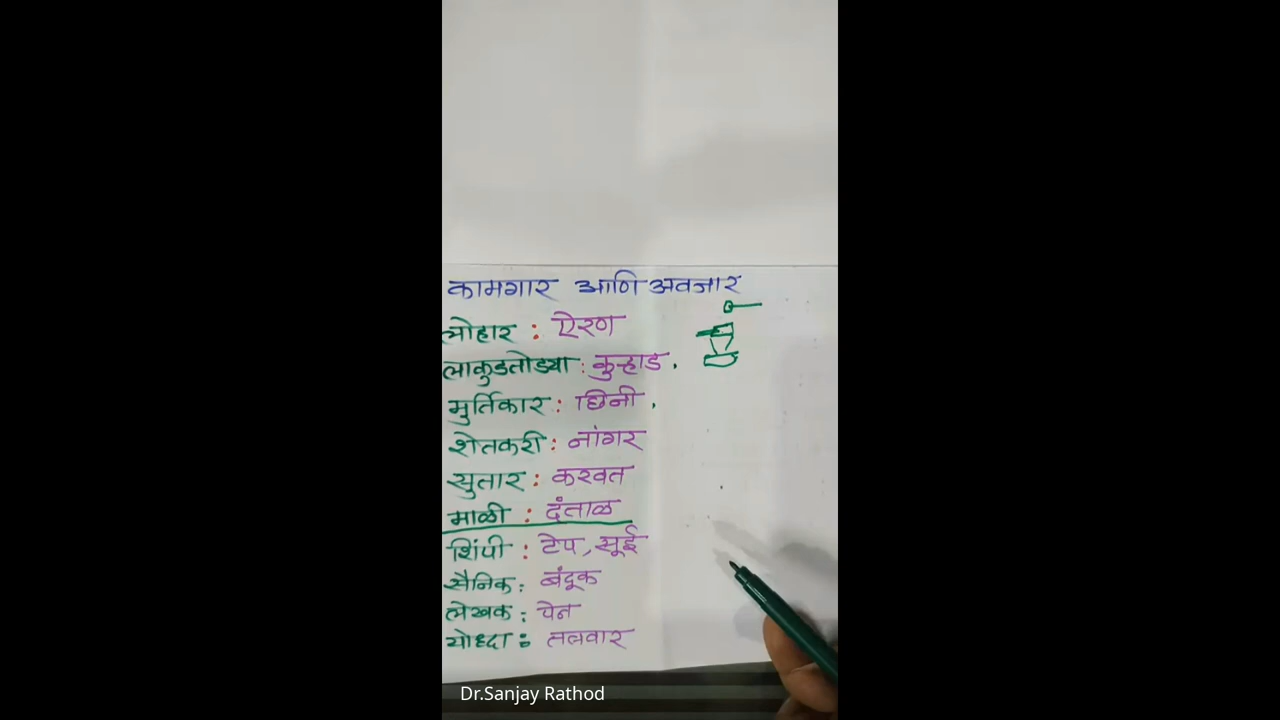 कामगार आणि अवजार
लोहार : ऐरण
लाकुडतोड्या : कुऱ्हाड.
मुर्तिकार : छिनी.
शेतकरी : नांगर
सुतार : करवत
माळी : दंताळ
शिंपी : टेप, सूई
सैनिक : बंदूक
लेखक : पेन
योध्दा : तलवार
Dr.Sanjay Rathod